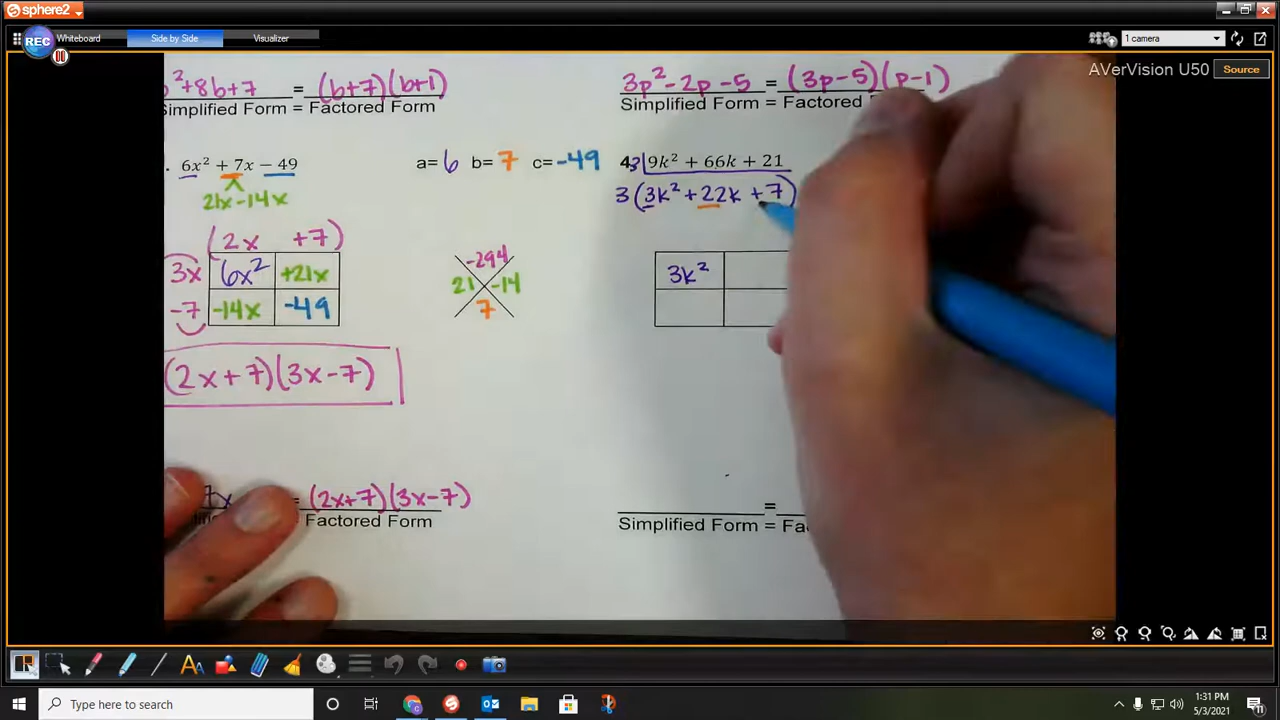 sphere2
REC
Whiteboard
Side by Side
Visualizer
1 camera
AVerVision U50
Source
b²+8b+7 = (b+7)(b+1)
Simplified Form = Factored Form
3p²-2p-5 = (3p-5)(p-1)
Simplified Form = Factored
. 6x² + 7x - 49
a=6 b=7 c=-49
21x-14x
(2x +7)
3x 6x² +21x
-7 -14x -49
-294
21 -14
7
(2x+7)(3x-7)
9k² + 66k + 21
3(3k²+22k+7)
3k²
7x = (2x+7)(3x-7)
= Factored Form
=
Simplified Form = Fa
Type here to search
1:31 PM
5/3/2021